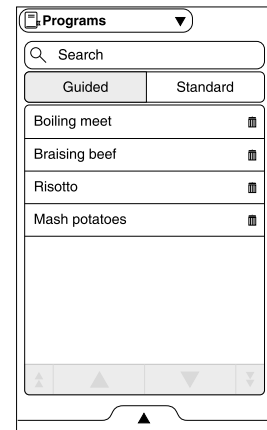 Programs
Search
Guided Standard
Boiling meet
Braising beef
Risotto
Mash potatoes